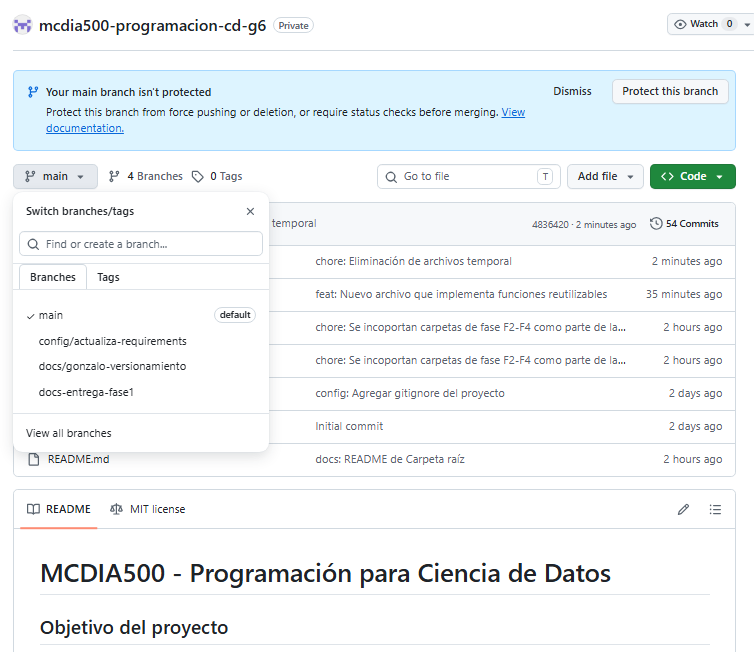 mcdia500-programacion-cd-g6 Private Watch 0
Your main branch isn't protected Dismiss Protect this branch
Protect this branch from force pushing or deletion, or require status checks before merging. View
documentation.
main 4 Branches 0 Tags Go to file T Add file Code
Switch branches/tags
Find or create a branch...
Branches Tags
main default
config/actualiza-requirements
docs/gonzalo-versionamiento
docs-entrega-fase1
View all branches
temporal 4836420 · 2 minutes ago 54 Commits
chore: Eliminación de archivos temporal 2 minutes ago
feat: Nuevo archivo que implementa funciones reutilizables 35 minutes ago
chore: Se incoportan carpetas de fase F2-F4 como parte de la... 2 hours ago
chore: Se incoportan carpetas de fase F2-F4 como parte de la... 2 hours ago
config: Agregar gitignore del proyecto 2 days ago
Initial commit 2 days ago
README.md docs: README de Carpeta raíz 2 hours ago
README MIT license
MCDIA500 - Programación para Ciencia de Datos
Objetivo del proyecto